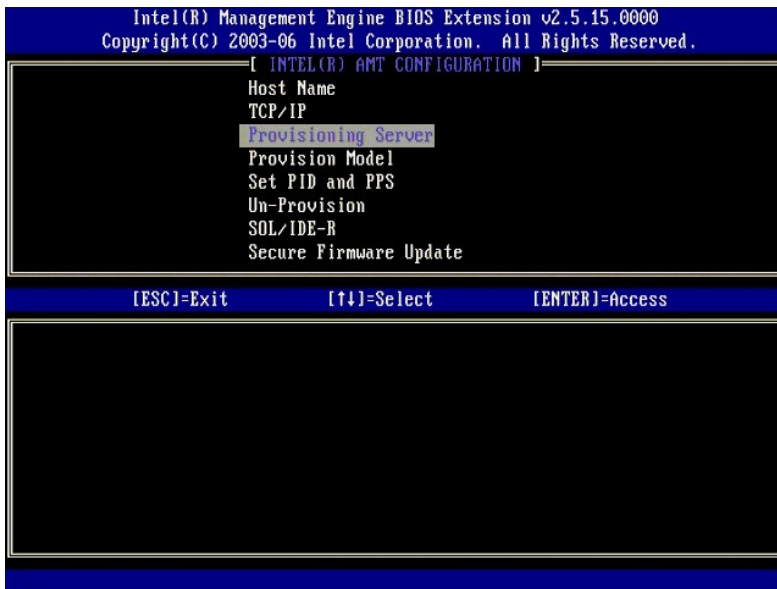 Intel(R) Management Engine BIOS Extension v2.5.15.0000
Copyright(C) 2003-06 Intel Corporation. All Rights Reserved.
[ INTEL(R) AMT CONFIGURATION ]
Host Name
TCP/IP
Provisioning Server
Provision Model
Set PID and PPS
Un-Provision
SOL/IDE-R
Secure Firmware Update
[ESC]=Exit [↑↓]=Select [ENTER]=Access